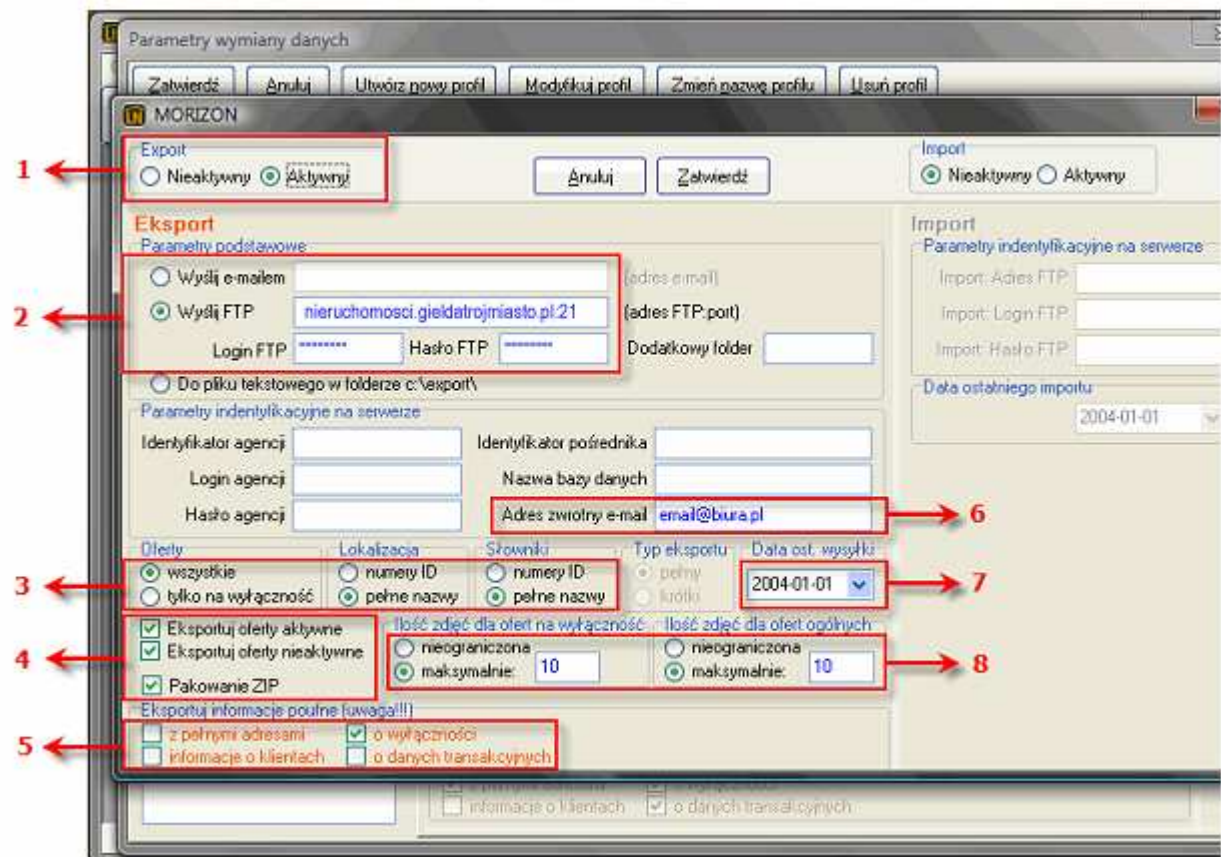 Parametry wymiany danych
Zatwierdź Anuluj Utwórz nowy profil Modyfikuj profil Zmień nazwę profilu Usuń profil
MORIZON
1
Export
Nieaktywny Aktywny
Anuluj Zatwierdź
Import
Nieaktywny Aktywny
Eksport
Parametry podstawowe
2
Wyślij e-mailem (adres e-mail)
Wyślij FTP nieruchomosci.gieldatrojmiasto.pl:21 (adres FTP:port)
Login FTP ******** Hasło FTP ******** Dodatkowy folder
Do pliku tekstowego w folderze c:\export\
Import
Parametry indentyfikacyjne na serwerze
Import: Adres FTP
Import: Login FTP
Import: Hasło FTP
Data ostatniego importu
2004-01-01
Parametry indentyfikacyjne na serwerze
Identyfikator agencji Identyfikator pośrednika
Login agencji Nazwa bazy danych
Hasło agencji Adres zwrotny e-mail email@biura.pl 6
Oferty Lokalizacja Słowniki Typ eksportu Data ost. wysyłki
3
wszystkie numery ID numery ID pełny 2004-01-01 7
tylko na wyłączność pełne nazwy pełne nazwy krótki
4
Eksportuj oferty aktywne
Eksportuj oferty nieaktywne
Pakowanie ZIP
Ilość zdjęć dla ofert na wyłączność Ilość zdjęć dla ofert ogólnych
nieograniczona nieograniczona
maksymalnie: 10 maksymalnie: 10 8
Eksportuj informacje poufne (uwaga!!!)
5
z pełnymi adresami o wyłączności
informacje o klientach o danych transakcyjnych
informacje o klientach o danych transakcyjnych